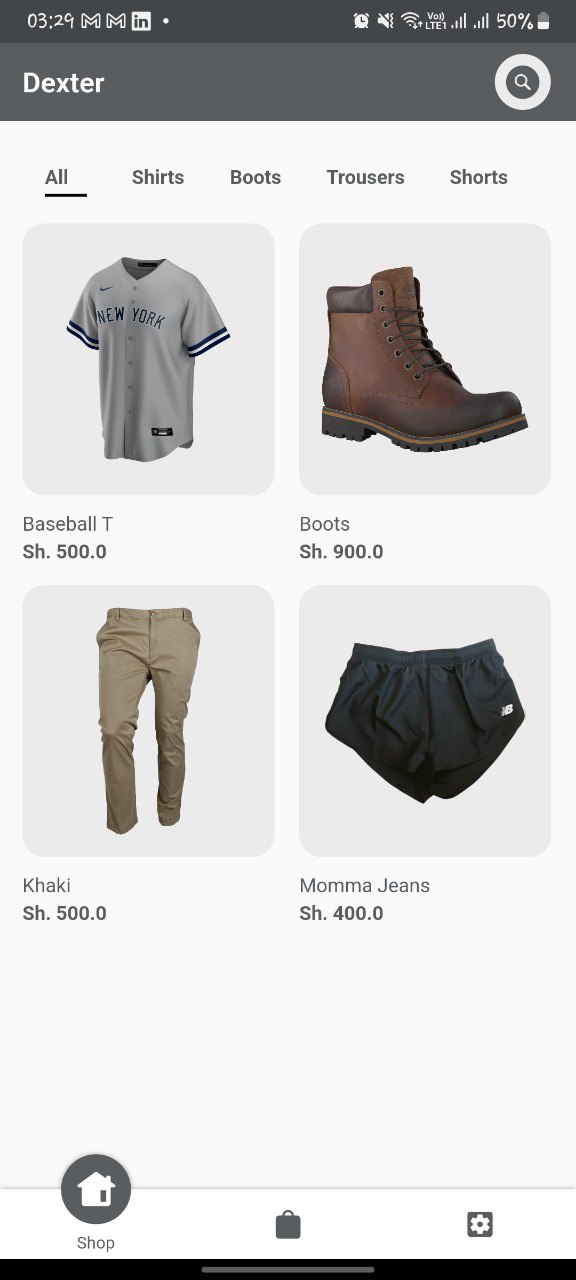 03:29
Vo)) LTE1 50%
Dexter
All Shirts Boots Trousers Shorts
NEW YORK
Baseball T Boots
Sh. 500.0 Sh. 900.0
NB
Khaki Momma Jeans
Sh. 500.0 Sh. 400.0
Shop